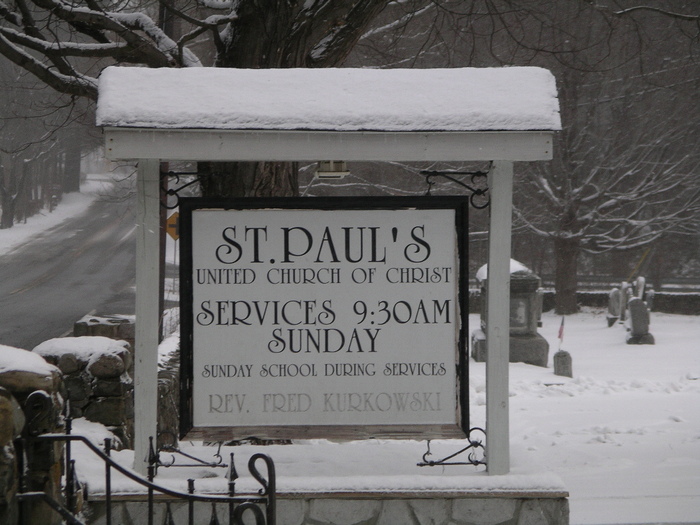 ST. PAUL'S
UNITED CHURCH OF CHRIST
SERVICES 9:30AM
SUNDAY
SUNDAY SCHOOL DURING SERVICES
REV. FRED KURKOWSKI